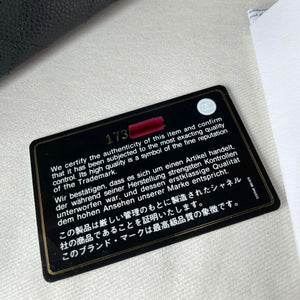 173
We certify the authenticity of this item and confirm
that it has been subjected to the most exacting quality
control. Its high quality is a symbol of the fine reputation
of the Trademark.
Wir bestätigen, dass es sich um einen Artikel handelt,
der während seiner Herstellung strengsten Kontrollen
unterworfen war, und dessen erstklassige Qualität
dem hohen Ansehen unserer Marke entspricht.
この製品は厳しい管理のもとに製造されたシャネル
社の商品であることを証明いたします。
このブランド・マークは最高級品質の象徴です。